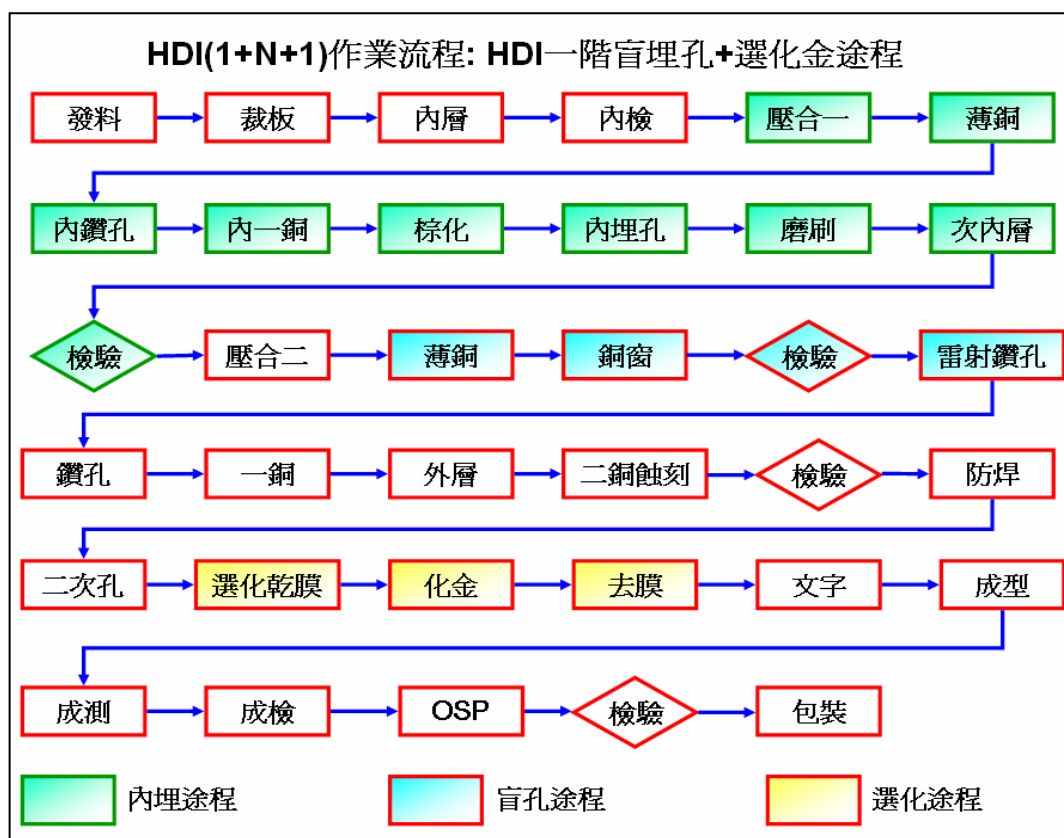 HDI(1+N+1)作業流程: HDI一階盲埋孔+選化金途程
發料 裁板 內層 內檢 壓合一 薄銅
內鑽孔 內一銅 棕化 內埋孔 磨刷 次內層
檢驗 壓合二 薄銅 銅窗 檢驗 雷射鑽孔
鑽孔 一銅 外層 二銅蝕刻 檢驗 防焊
二次孔 選化乾膜 化金 去膜 文字 成型
成測 成檢 OSP 檢驗 包裝
內埋途程 盲孔途程 選化途程